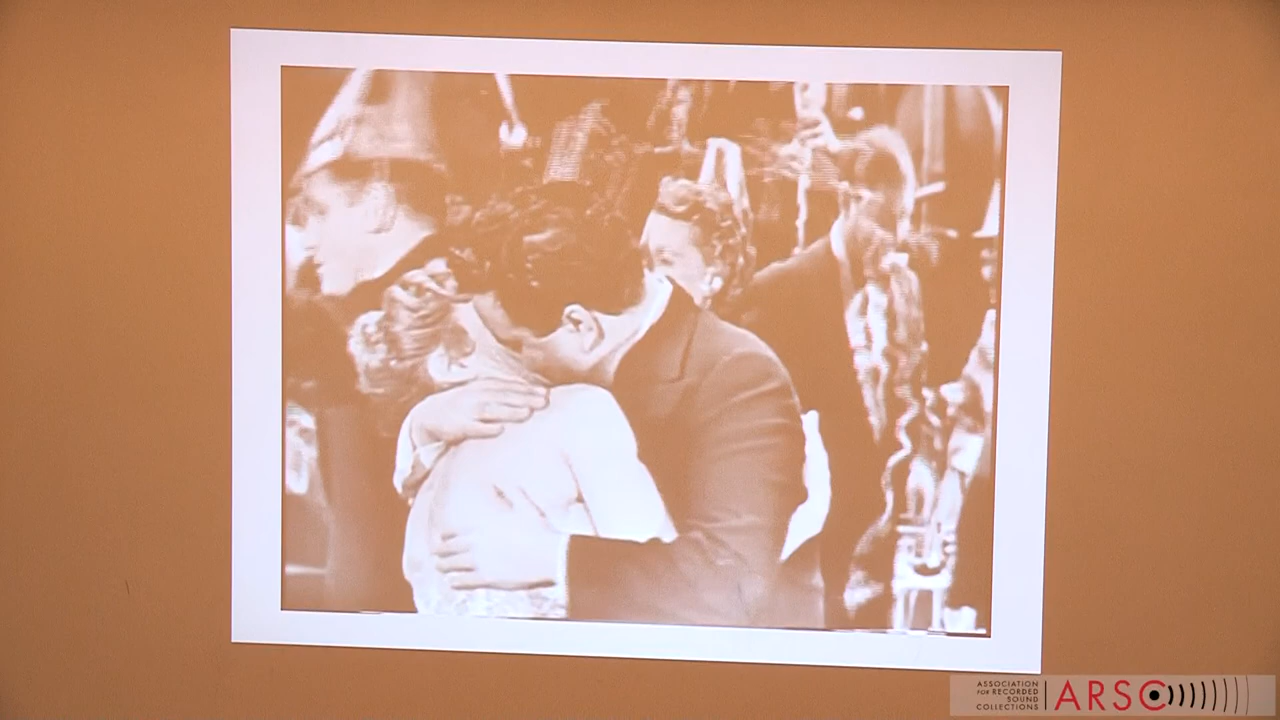 ASSOCIATION
FOR RECORDED
SOUND
COLLECTIONS
ARSC